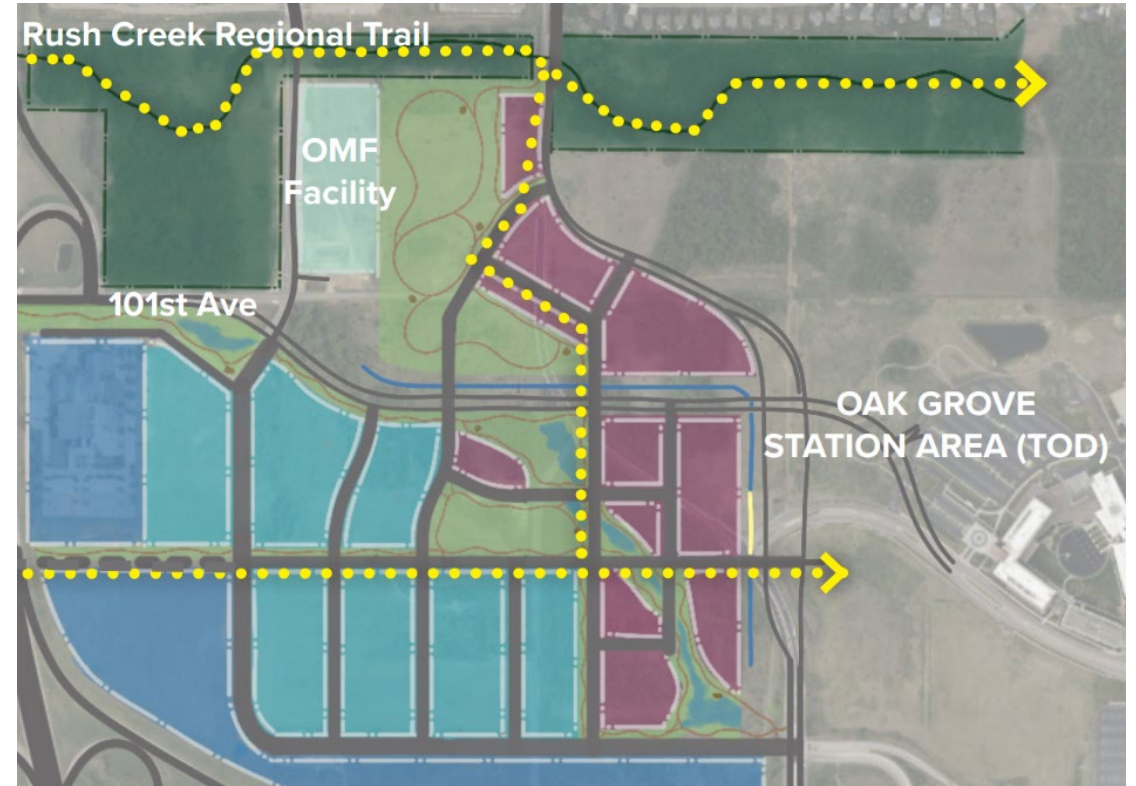 Rush Creek Regional Trail
OMF
Facility
101st Ave
OAK GROVE
STATION AREA (TOD)